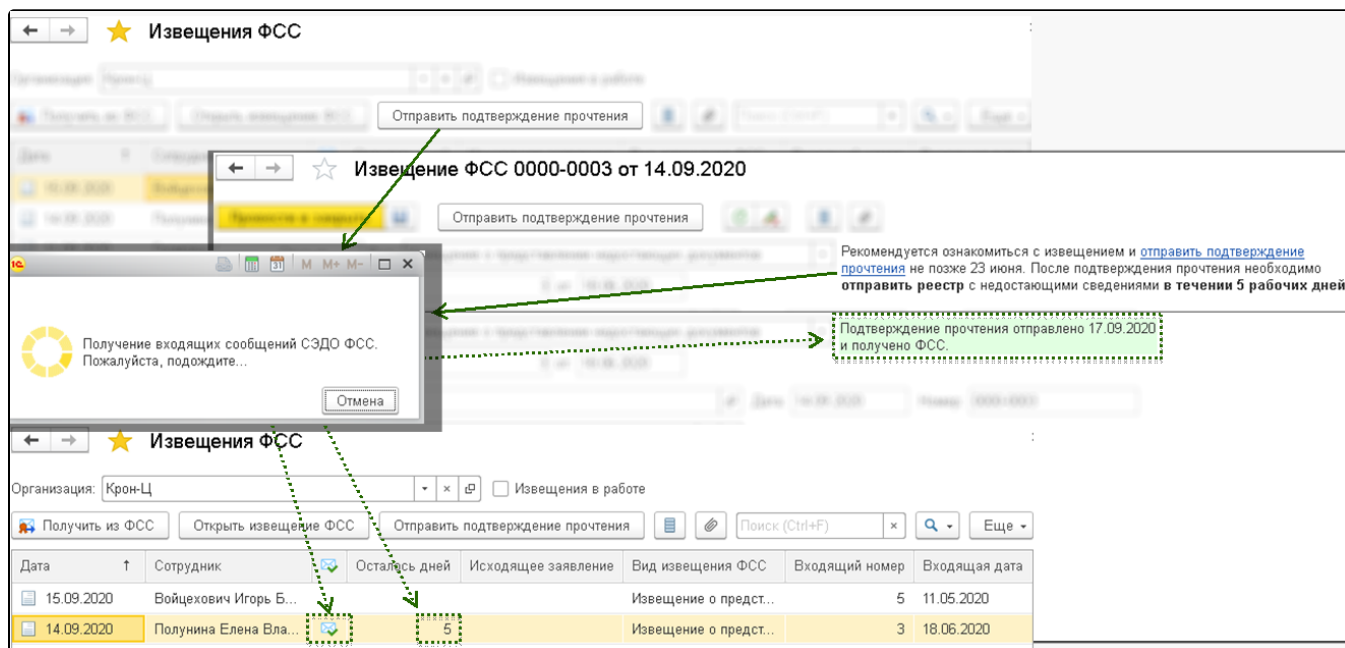 Извещения ФСС
Отправить подтверждение прочтения
Извещение ФСС 0000-0003 от 14.09.2020
Отправить подтверждение прочтения
Рекомендуется ознакомиться с извещением и отправить подтверждение
прочтения не позже 23 июня. После подтверждения прочтения необходимо
отправить реестр с недостающими сведениями в течении 5 рабочих дней
1С M M+ M-
31
Получение входящих сообщений СЭДО ФСС.
Пожалуйста, подождите...
Отмена
Подтверждение прочтения отправлено 17.09.2020
и получено ФСС.
Извещения ФСС
Организация: Крон-Ц Извещения в работе
Получить из ФСС Открыть извещение ФСС Отправить подтверждение прочтения Поиск (Ctrl+F) × Еще
Дата ↑ Сотрудник Осталось дней Исходящее заявление Вид извещения ФСС Входящий номер Входящая дата
15.09.2020 Войцехович Игорь Б... Извещение о предст... 5 11.05.2020
14.09.2020 Полунина Елена Вла... 5 Извещение о предст... 3 18.06.2020